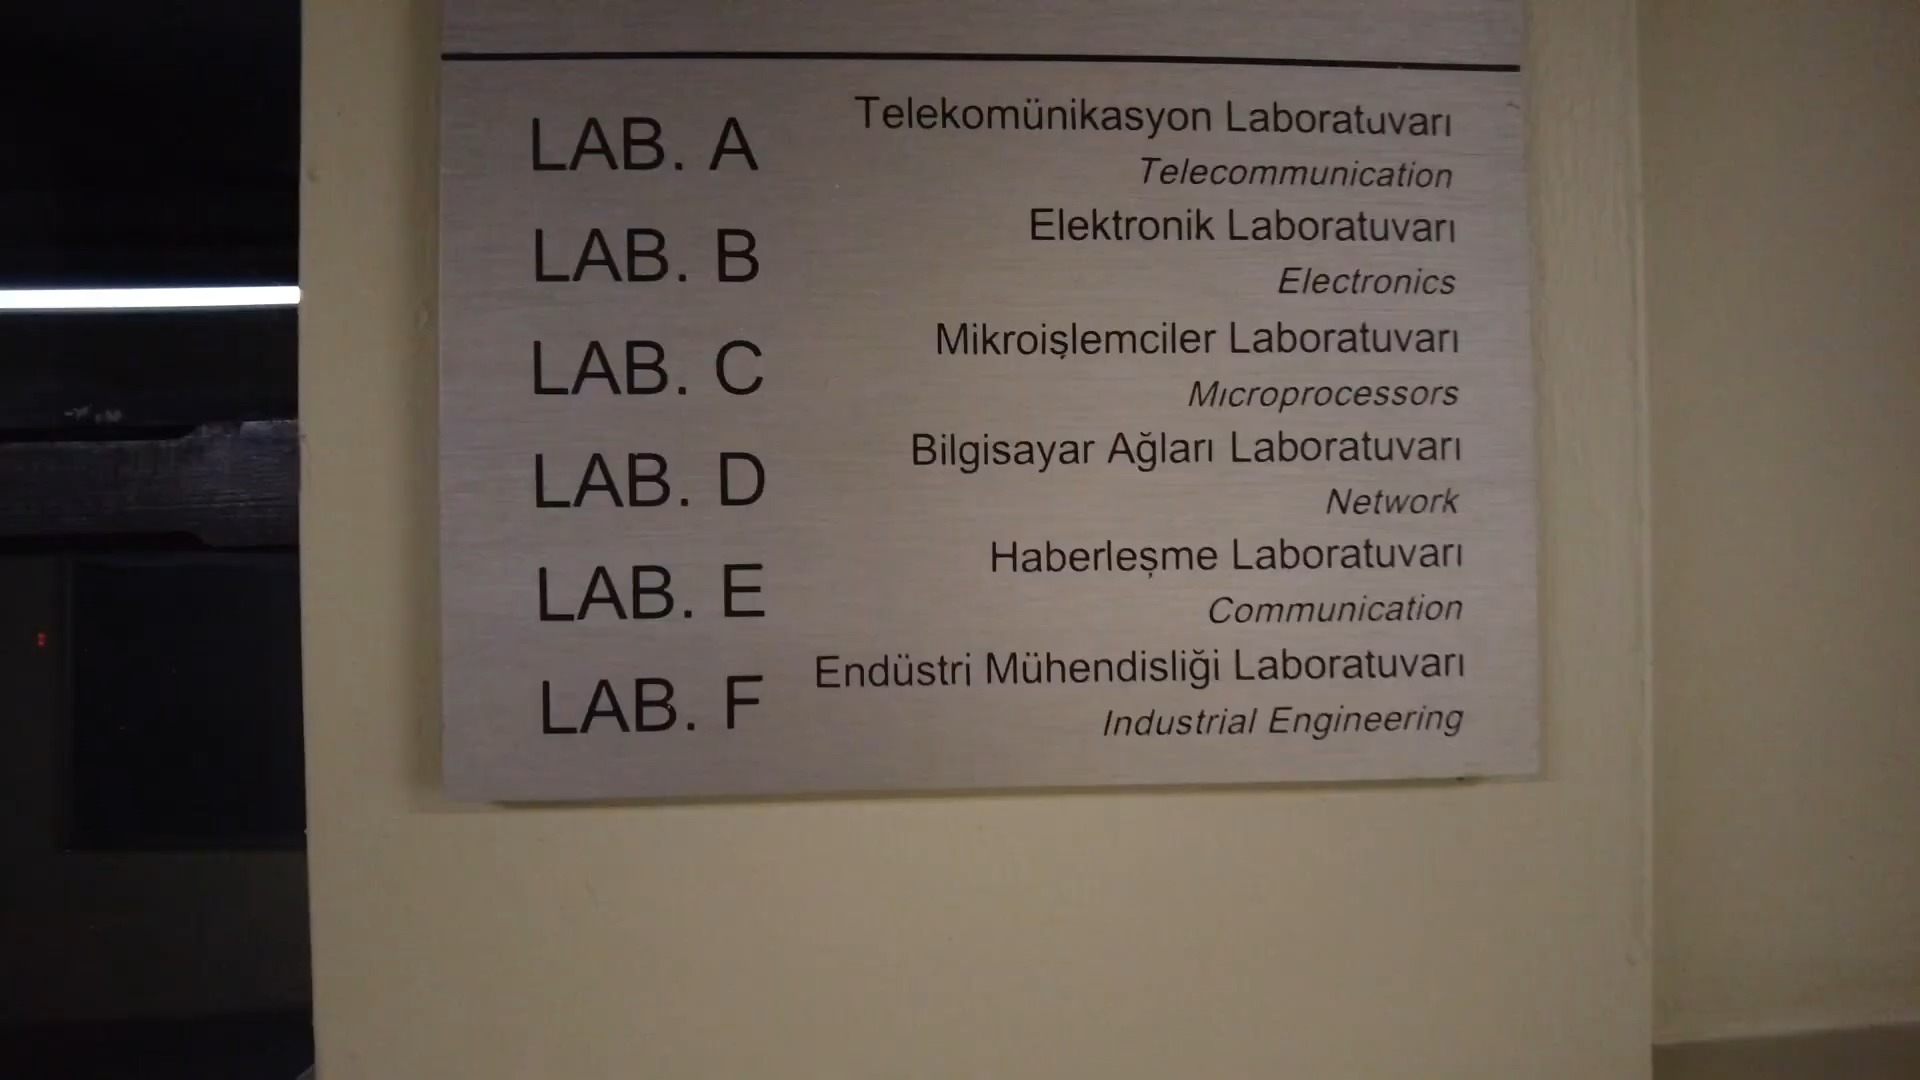 LAB. A
Telekomünikasyon Laboratuvarı
Telecommunication
LAB. B
Elektronik Laboratuvarı
Electronics
LAB. C
Mikroişlemciler Laboratuvarı
Mıcroprocessors
LAB. D
Bilgisayar Ağları Laboratuvarı
Network
LAB. E
Haberleşme Laboratuvarı
Communication
LAB. F
Endüstri Mühendisliği Laboratuvarı
Industrial Engineering